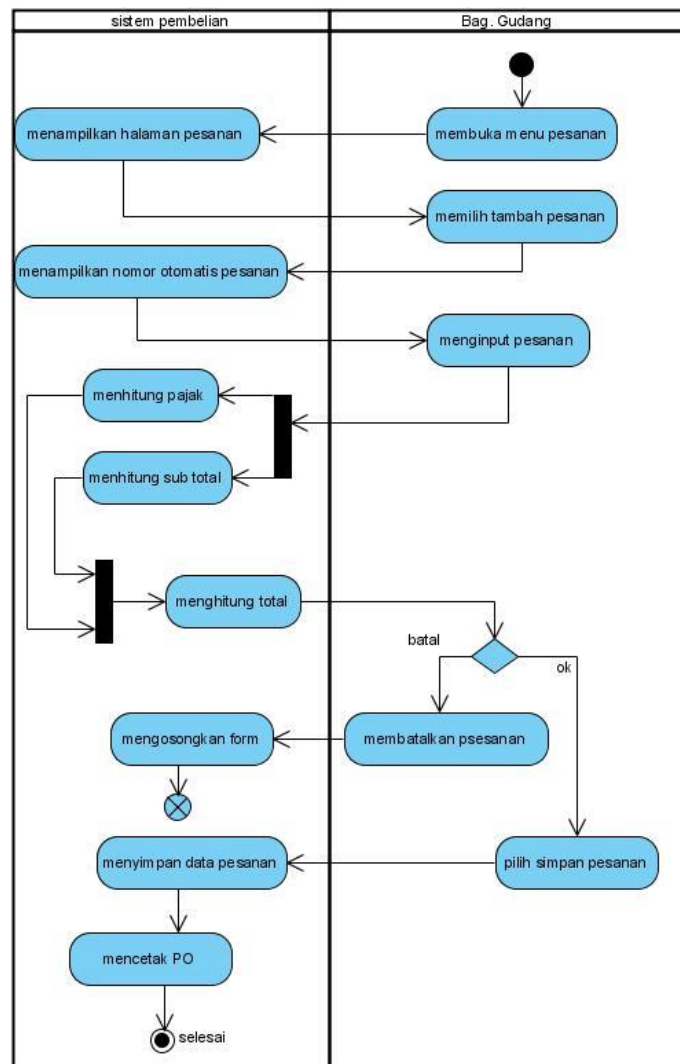 sistem pembelian
Bag. Gudang
menampilkan halaman pesanan
membuka menu pesanan
memilih tambah pesanan
menampilkan nomor otomatis pesanan
menginput pesanan
menhitung pajak
menhitung sub total
menghitung total
batal
ok
mengosongkan form
membatalkan psesanan
menyimpan data pesanan
pilih simpan pesanan
mencetak PO
selesai